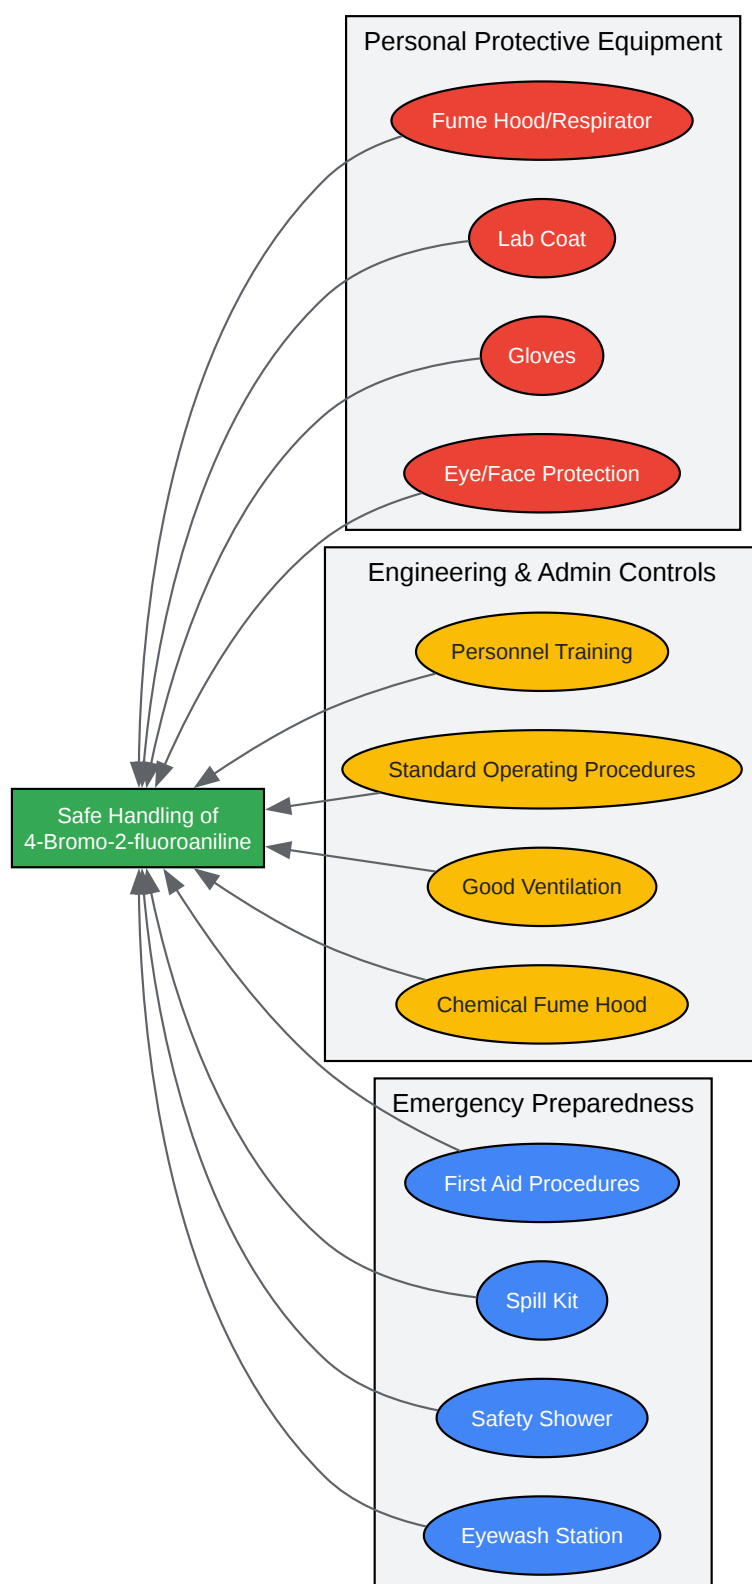 Personal Protective Equipment
Fume Hood/Respirator
Lab Coat
Gloves
Eye/Face Protection
Engineering & Admin Controls
Personnel Training
Standard Operating Procedures
Safe Handling of
4-Bromo-2-fluoroaniline
Good Ventilation
Chemical Fume Hood
Emergency Preparedness
First Aid Procedures
Spill Kit
Safety Shower
Eyewash Station